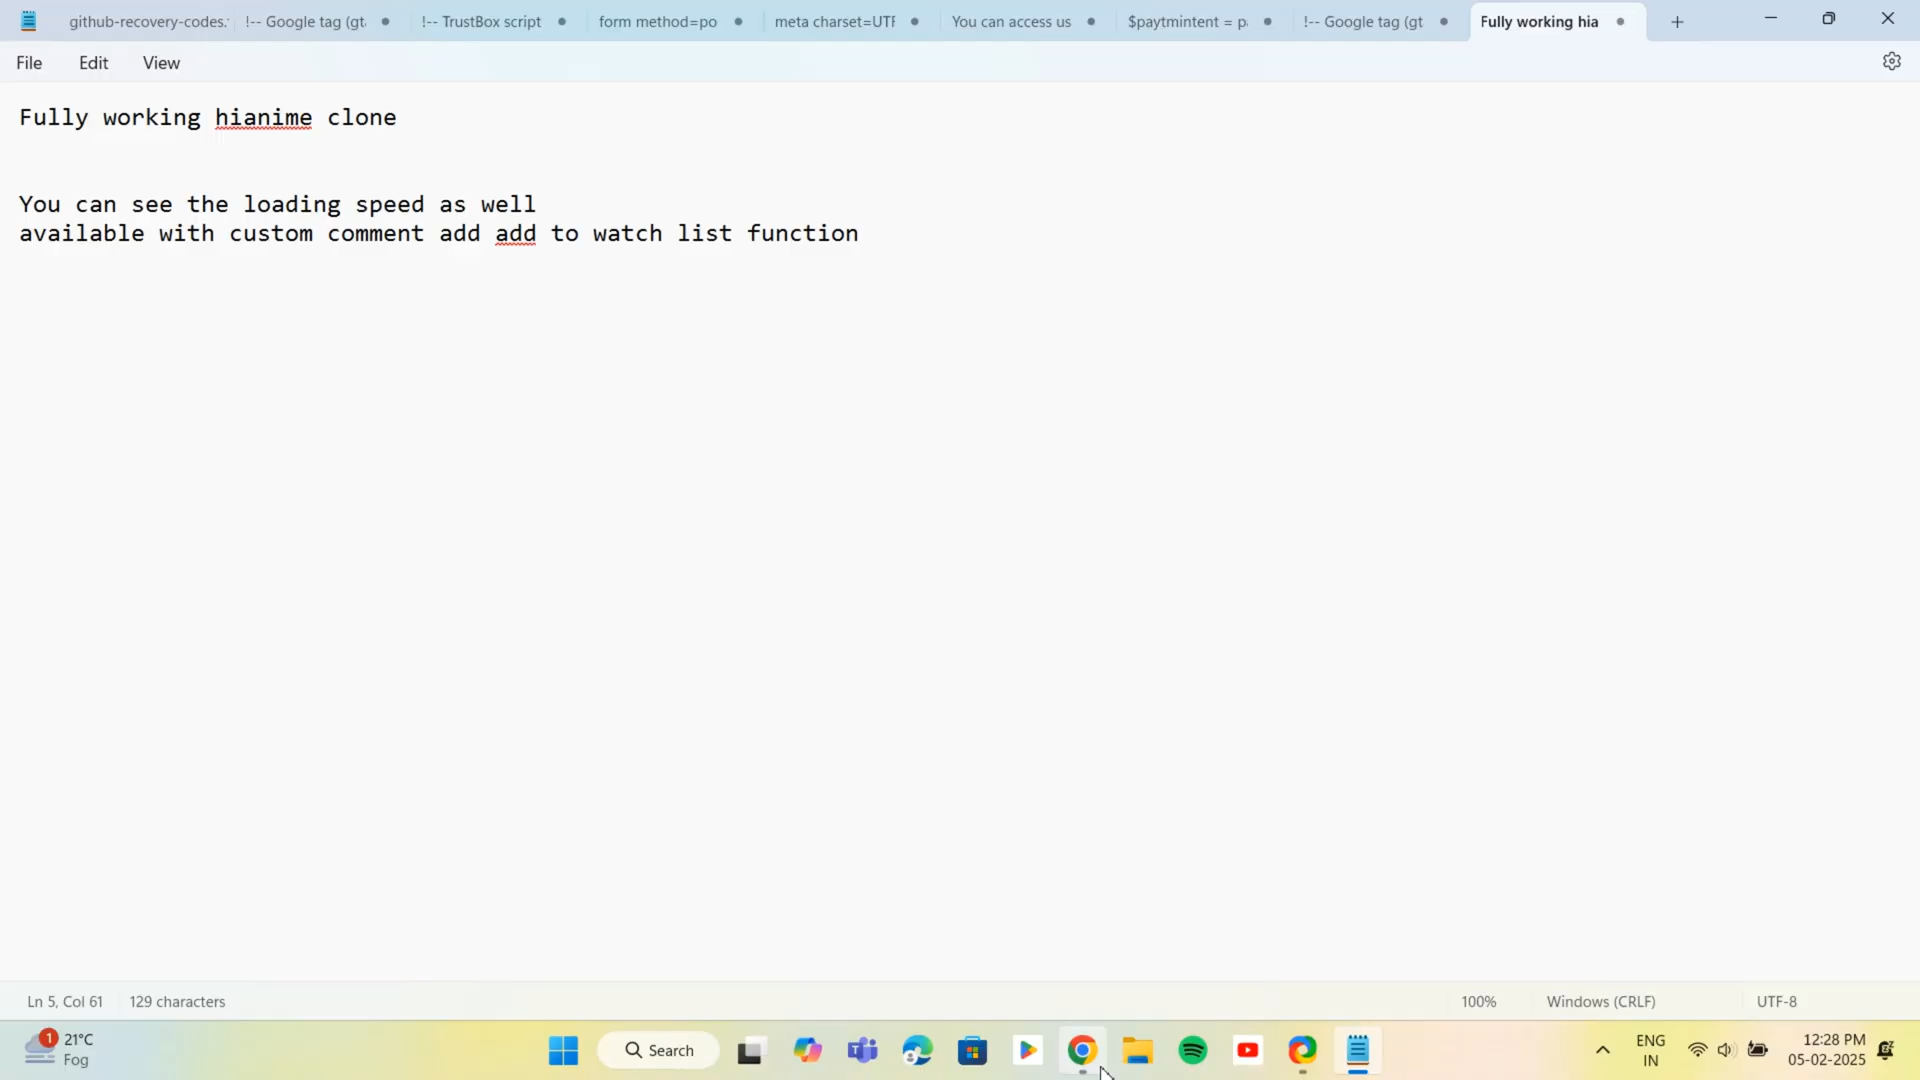 github-recovery-codes.
!-- Google tag (gt
!-- TrustBox script
form method=po
meta charset=UTF
You can access us
$paytmintent = p
!-- Google tag (gt
Fully working hia
File
Edit
View
Fully working hianime clone
You can see the loading speed as well
available with custom comment add add to watch list function
Ln 5, Col 61
129 characters
100%
Windows (CRLF)
UTF-8
1
21°C
Fog
Search
ENG
IN
12:28 PM
05-02-2025